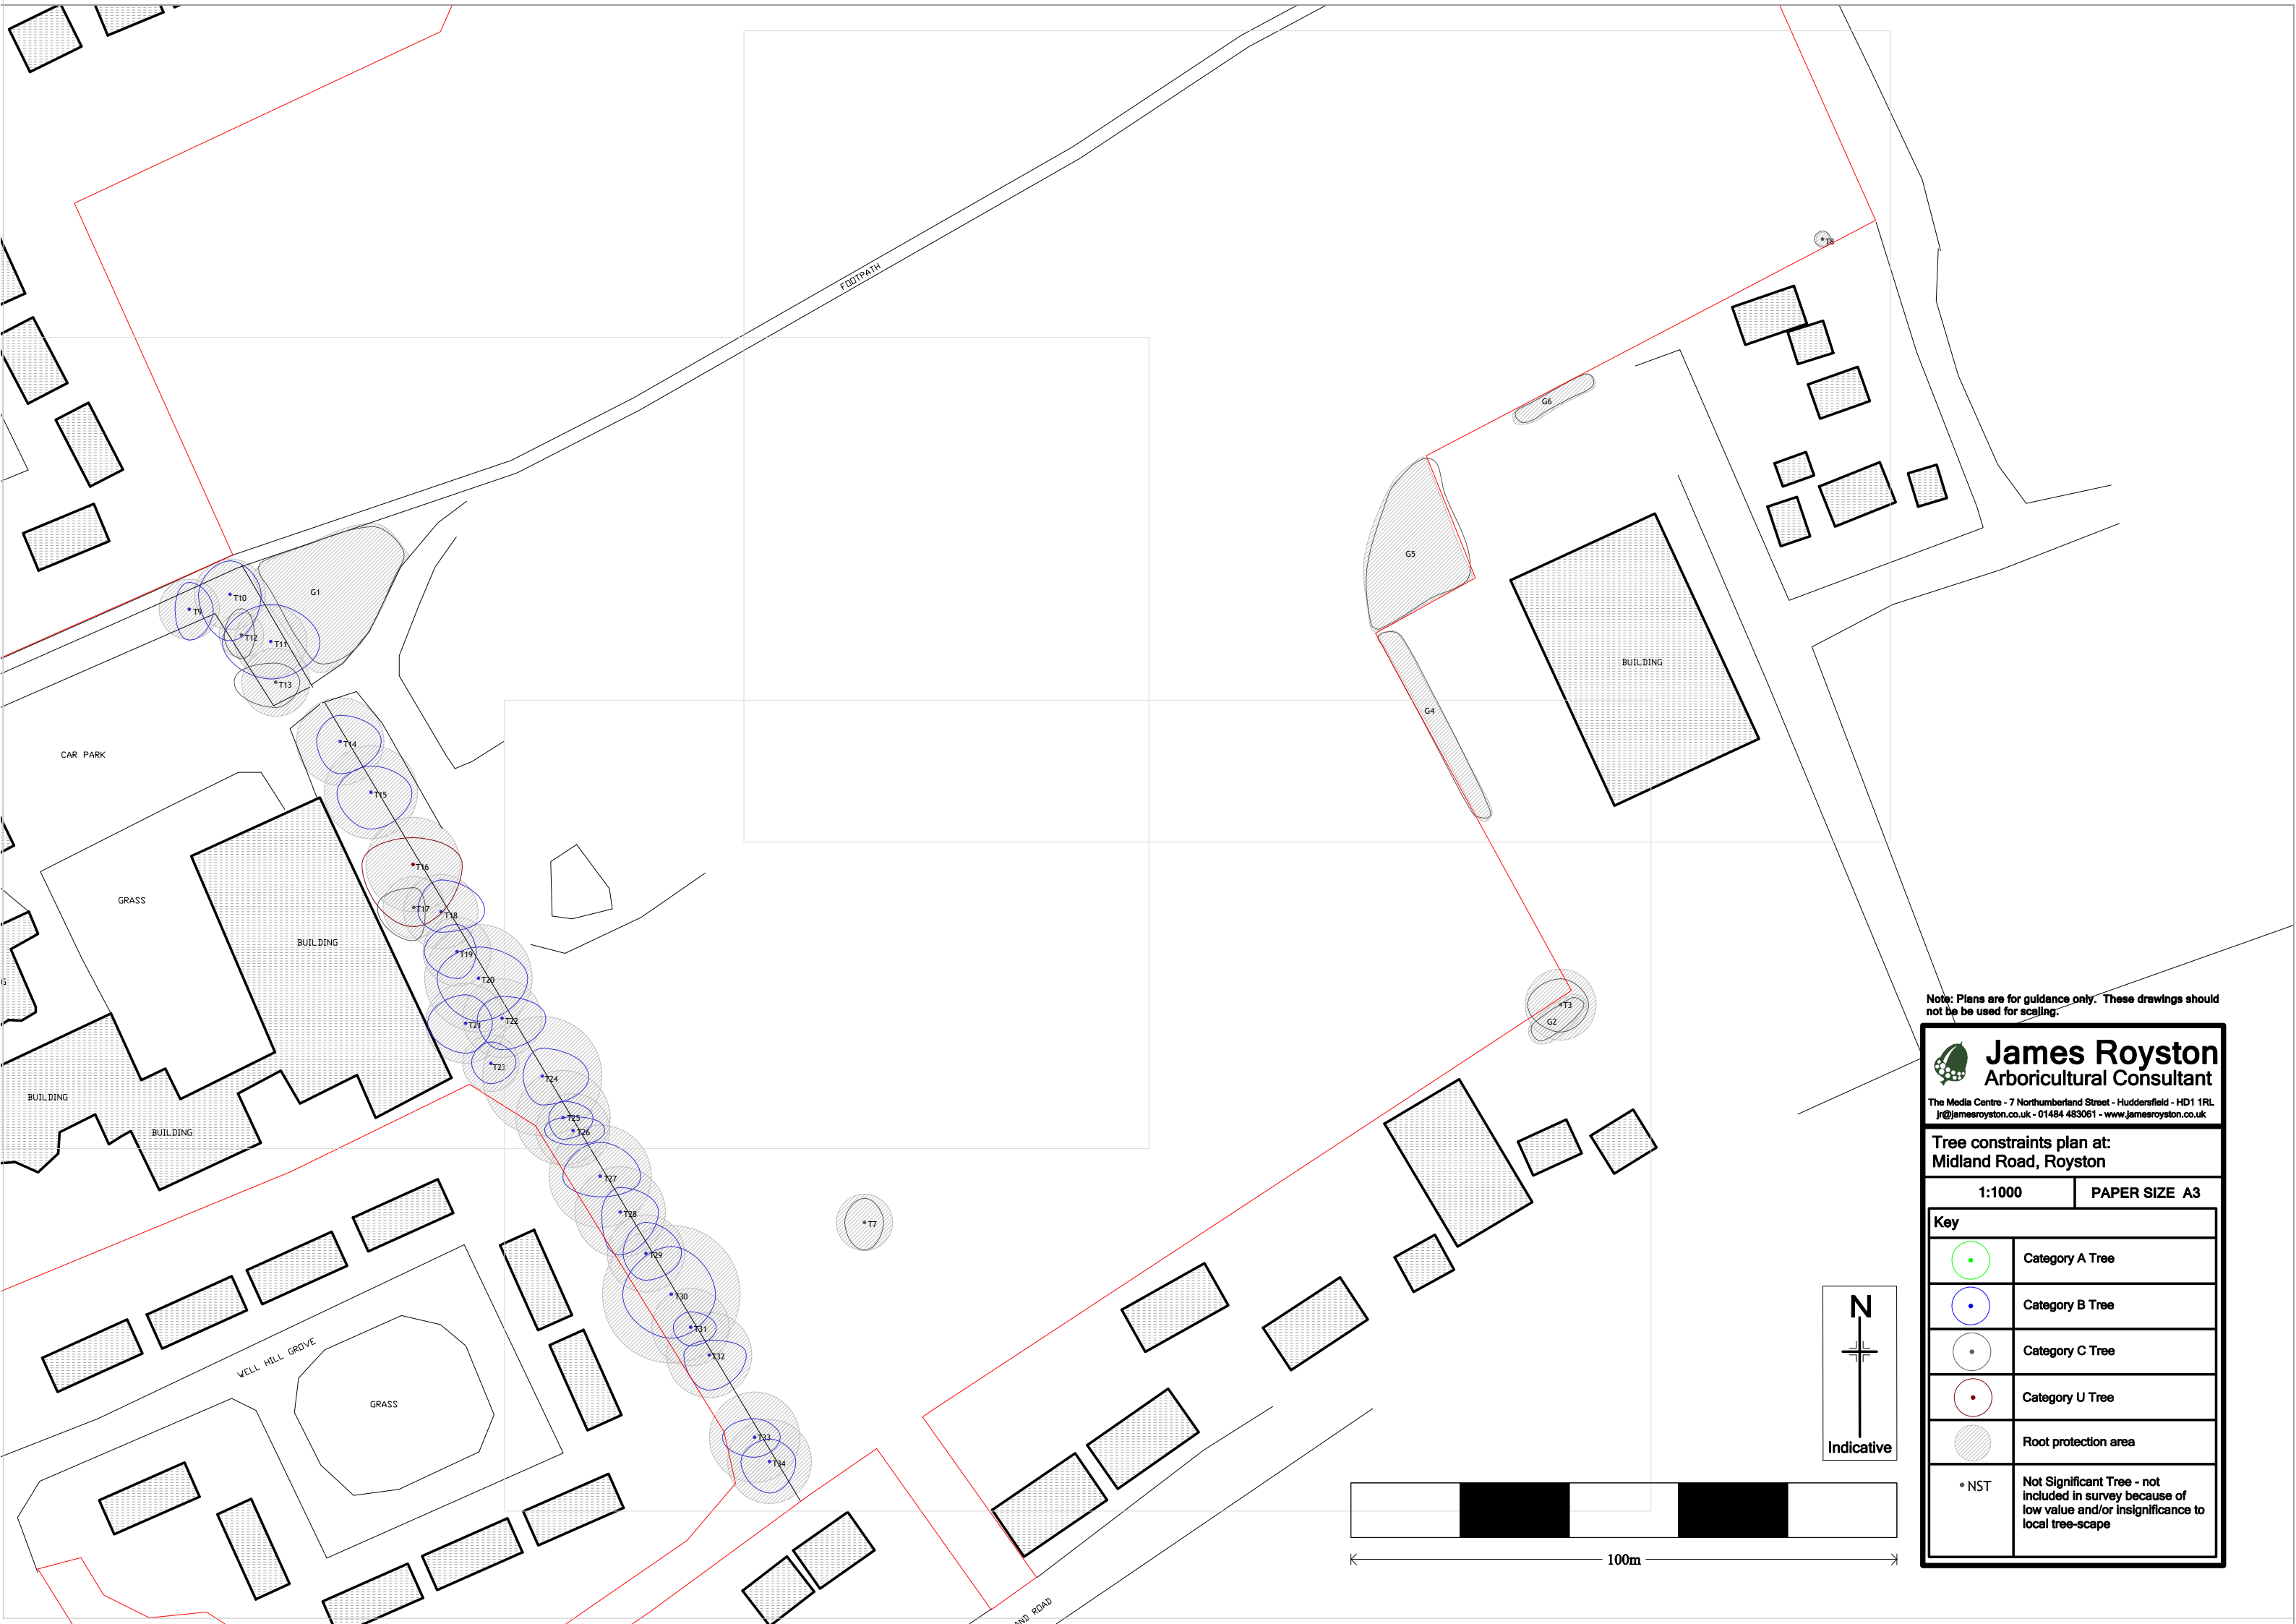 FOOTPATH
T8
G6
G5
G1
T10
T9
T12
T11
T13
BUILDING
G4
T14
CAR PARK
T15
T16
GRASS
T17
T18
BUILDING
T19
T20
T21
T22
T3
G2
T23
T24
BUILDING
T25
T26
BUILDING
T27
T28
T7
T29
T30
T31
T32
WELL HILL GROVE
GRASS
T33
T34
Note: Plans are for guidance only. These drawings should
not be be used for scaling.
James Royston
Arboricultural Consultant
The Media Centre - 7 Northumberland Street - Huddersfield - HD1 1RL
jr@jamesroyston.co.uk - 01484 483061 - www.jamesroyston.co.uk
Tree constraints plan at:
Midland Road, Royston
1:1000 PAPER SIZE A3
Key
Category A Tree
Category B Tree
Category C Tree
Category U Tree
Root protection area
NST
Not Significant Tree - not
included in survey because of
low value and/or insignificance to
local tree-scape
N
Indicative
100m
ROAD